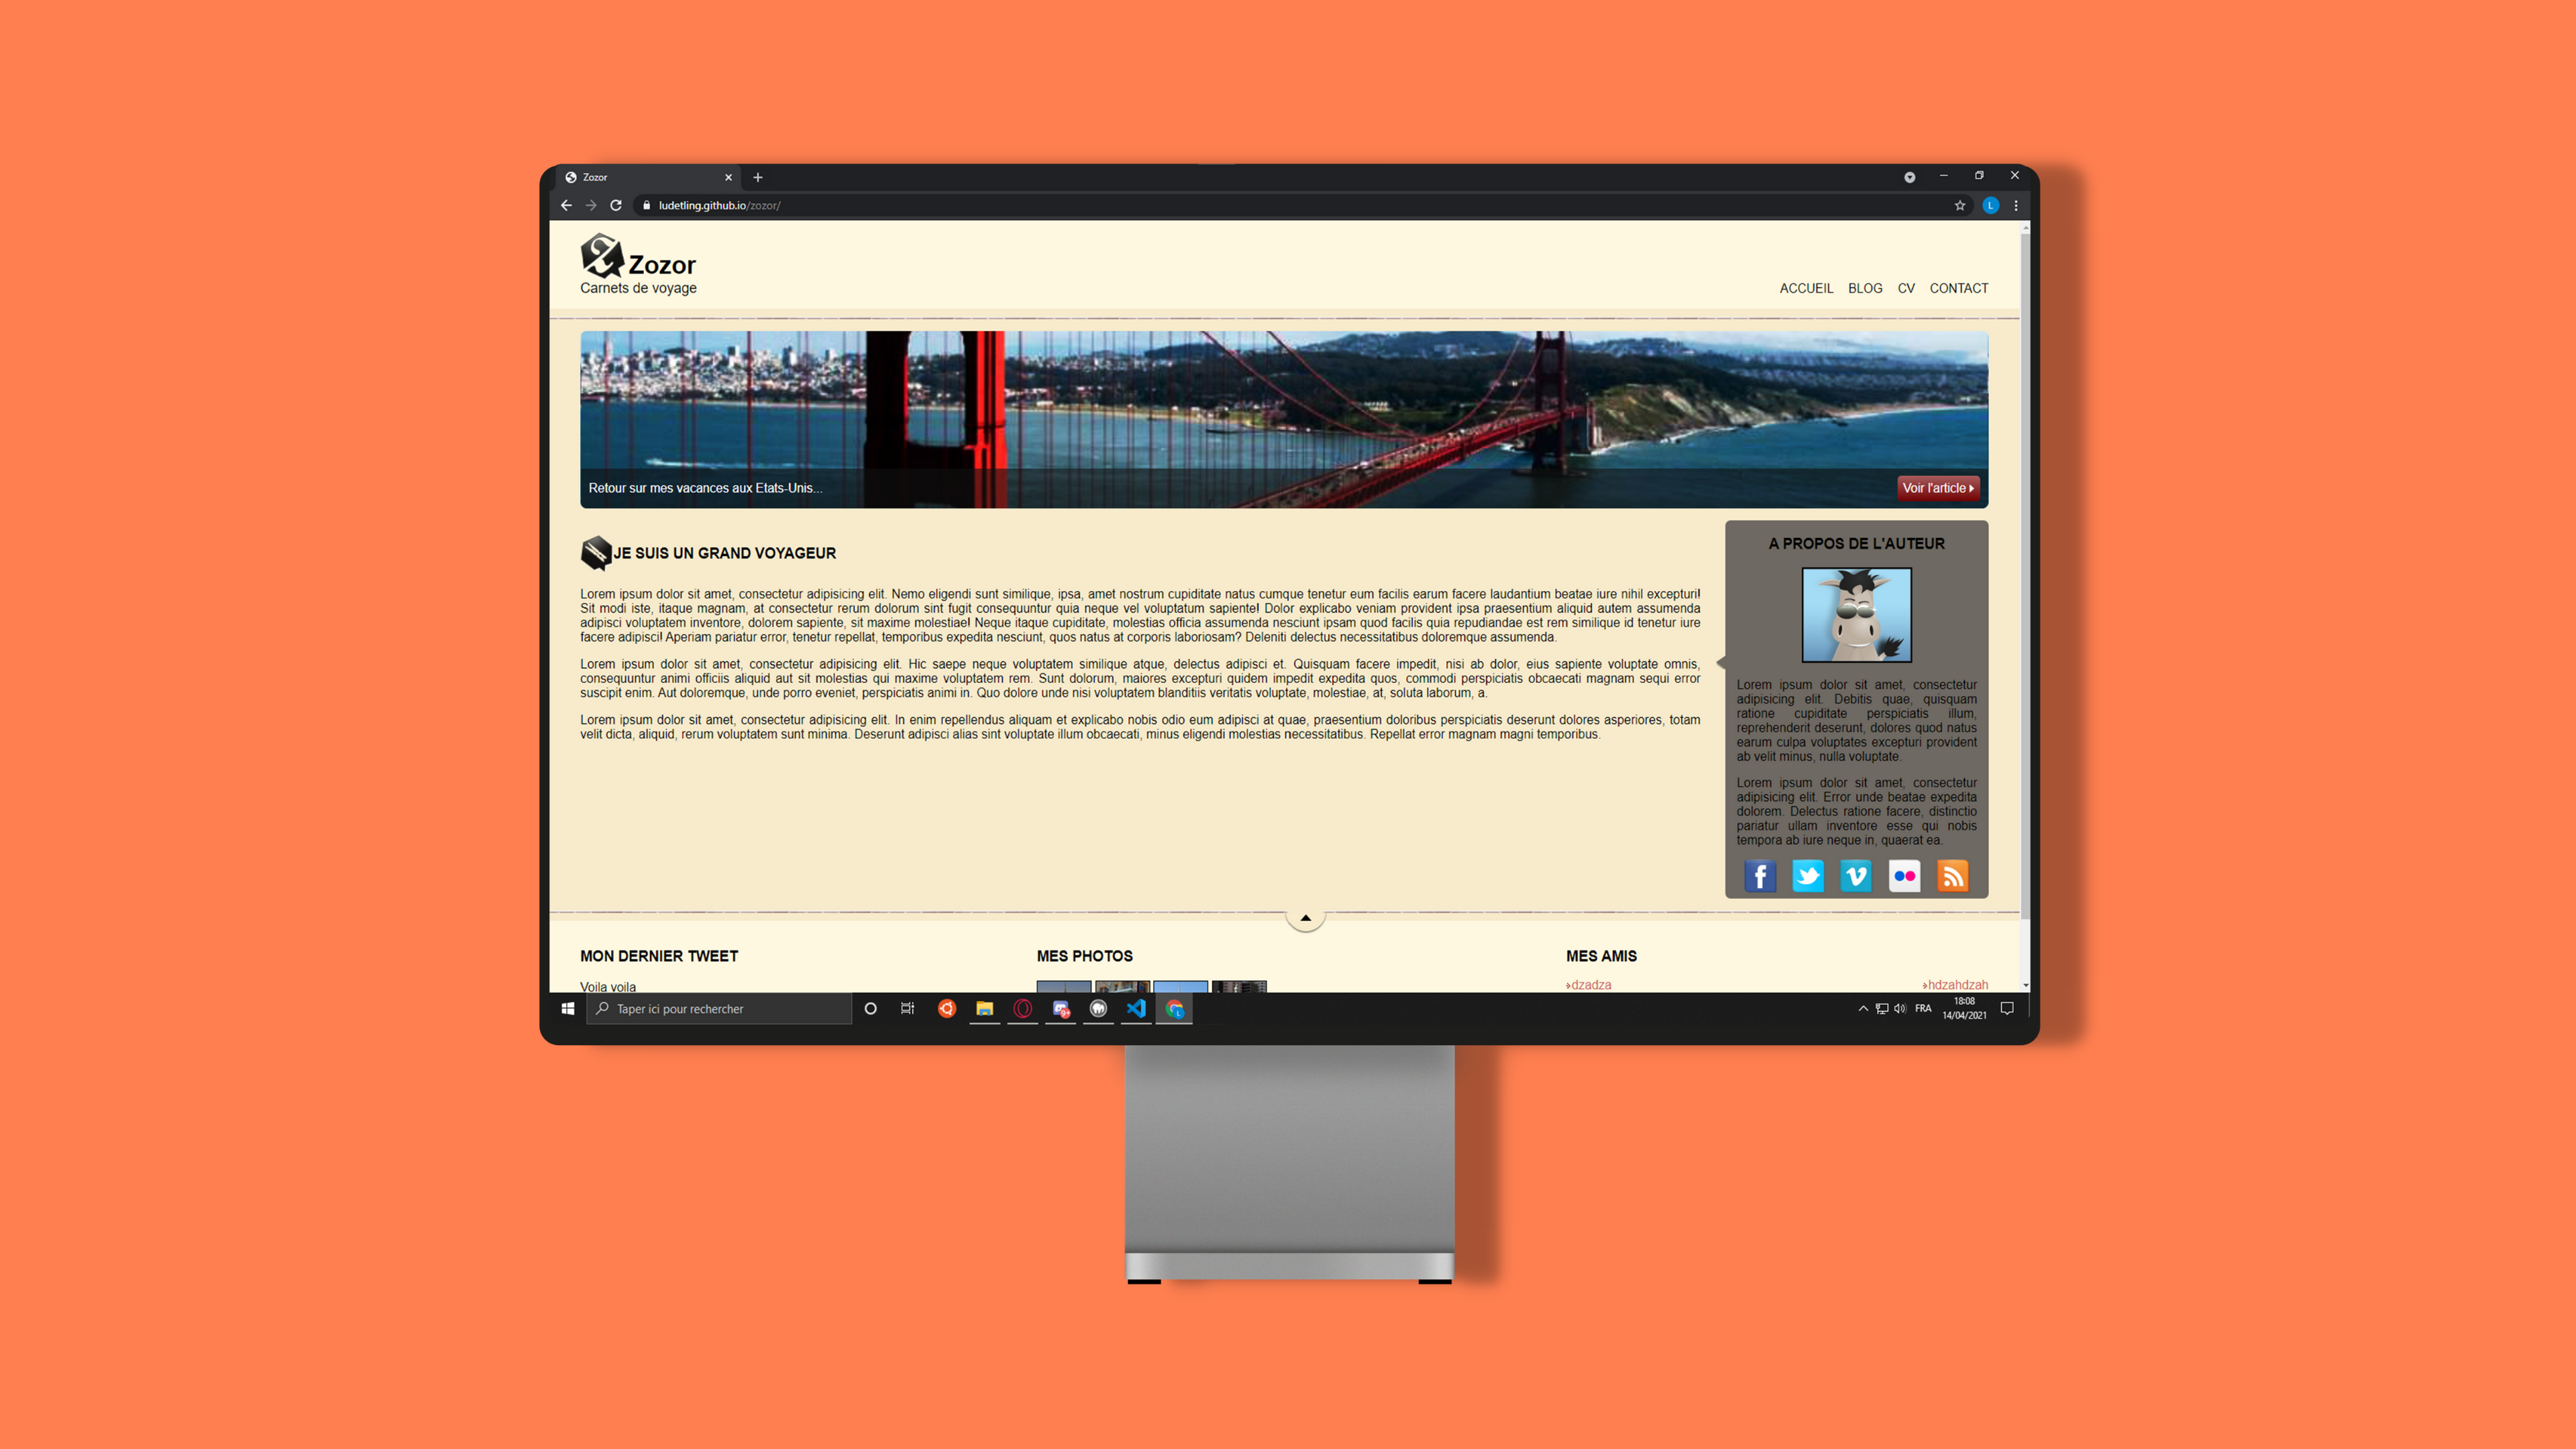 Zozor
ludetling.github.io/zozor/
L
Zozor
Carnets de voyage
ACCUEIL BLOG CV CONTACT
Retour sur mes vacances aux Etats-Unis...
Voir l'article
JE SUIS UN GRAND VOYAGEUR
Lorem ipsum dolor sit amet, consectetur adipisicing elit. Nemo eligendi sunt similique, ipsa, amet nostrum cupiditate natus cumque tenetur eum facilis earum facere laudantium beatae iure nihil excepturi!
Sit modi iste, itaque magnam, at consectetur rerum dolorum sint fugit consequuntur quia neque vel voluptatum sapiente! Dolor explicabo veniam provident ipsa praesentium aliquid autem assumenda
adipisci voluptatem inventore, dolorem sapiente, sit maxime molestiae! Neque itaque cupiditate, molestias officia assumenda nesciunt ipsam quod facilis quia repudiandae est rem similique id tenetur iure
facere adipisci! Aperiam pariatur error, tenetur repellat, temporibus expedita nesciunt, quos natus at corporis laboriosam? Deleniti delectus necessitatibus doloremque assumenda.
Lorem ipsum dolor sit amet, consectetur adipisicing elit. Hic saepe neque voluptatem similique atque, delectus adipisci et. Quisquam facere impedit, nisi ab dolor, eius sapiente voluptate omnis,
consequuntur animi officiis aliquid aut sit molestias qui maxime voluptatem rem. Sunt dolorum, maiores excepturi quidem impedit expedita quos, commodi perspiciatis obcaecati magnam sequi error
suscipit enim. Aut doloremque, unde porro eveniet, perspiciatis animi in. Quo dolore unde nisi voluptatem blanditiis veritatis voluptate, molestiae, at, soluta laborum, a.
Lorem ipsum dolor sit amet, consectetur adipisicing elit. In enim repellendus aliquam et explicabo nobis odio eum adipisci at quae, praesentium doloribus perspiciatis deserunt dolores asperiores, totam
velit dicta, aliquid, rerum voluptatem sunt minima. Deserunt adipisci alias sint voluptate illum obcaecati, minus eligendi molestias necessitatibus. Repellat error magnam magni temporibus.
A PROPOS DE L'AUTEUR
Lorem ipsum dolor sit amet, consectetur
adipisicing elit. Debitis quae, quisquam
ratione cupiditate perspiciatis illum,
reprehenderit deserunt, dolores quod natus
earum culpa voluptates excepturi provident
ab velit minus, nulla voluptate.
Lorem ipsum dolor sit amet, consectetur
adipisicing elit. Error unde beatae expedita
dolorem. Delectus ratione facere, distinctio
pariatur ullam inventore esse qui nobis
tempora ab iure neque in, quaerat ea.
MON DERNIER TWEET
Voila voila
MES PHOTOS
MES AMIS
dzadza
hdzahdzah
Taper ici pour rechercher
FRA
18:08
14/04/2021